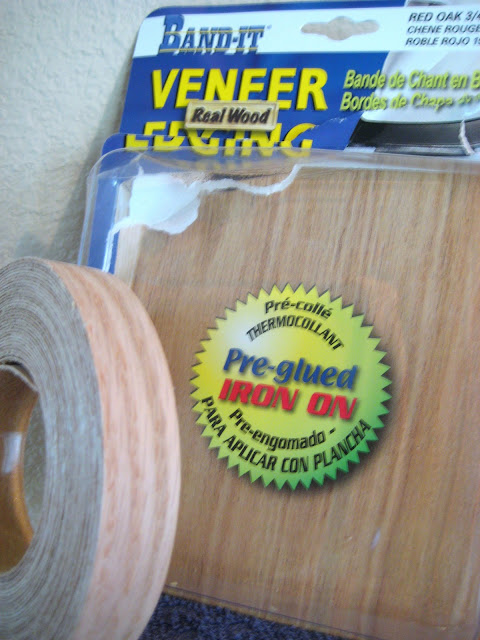 BAND-IT
RED OAK 3/4
CHENE ROUGE
ROBLE ROJO
VENEER
Bande de Chant en
Bordes de Chapa
Real Wood
EDGING
Pré-collé
THERMOCOLLANT
Pre-glued
IRON ON
Pre-engomado -
PARA APLICAR CON PLANCHA